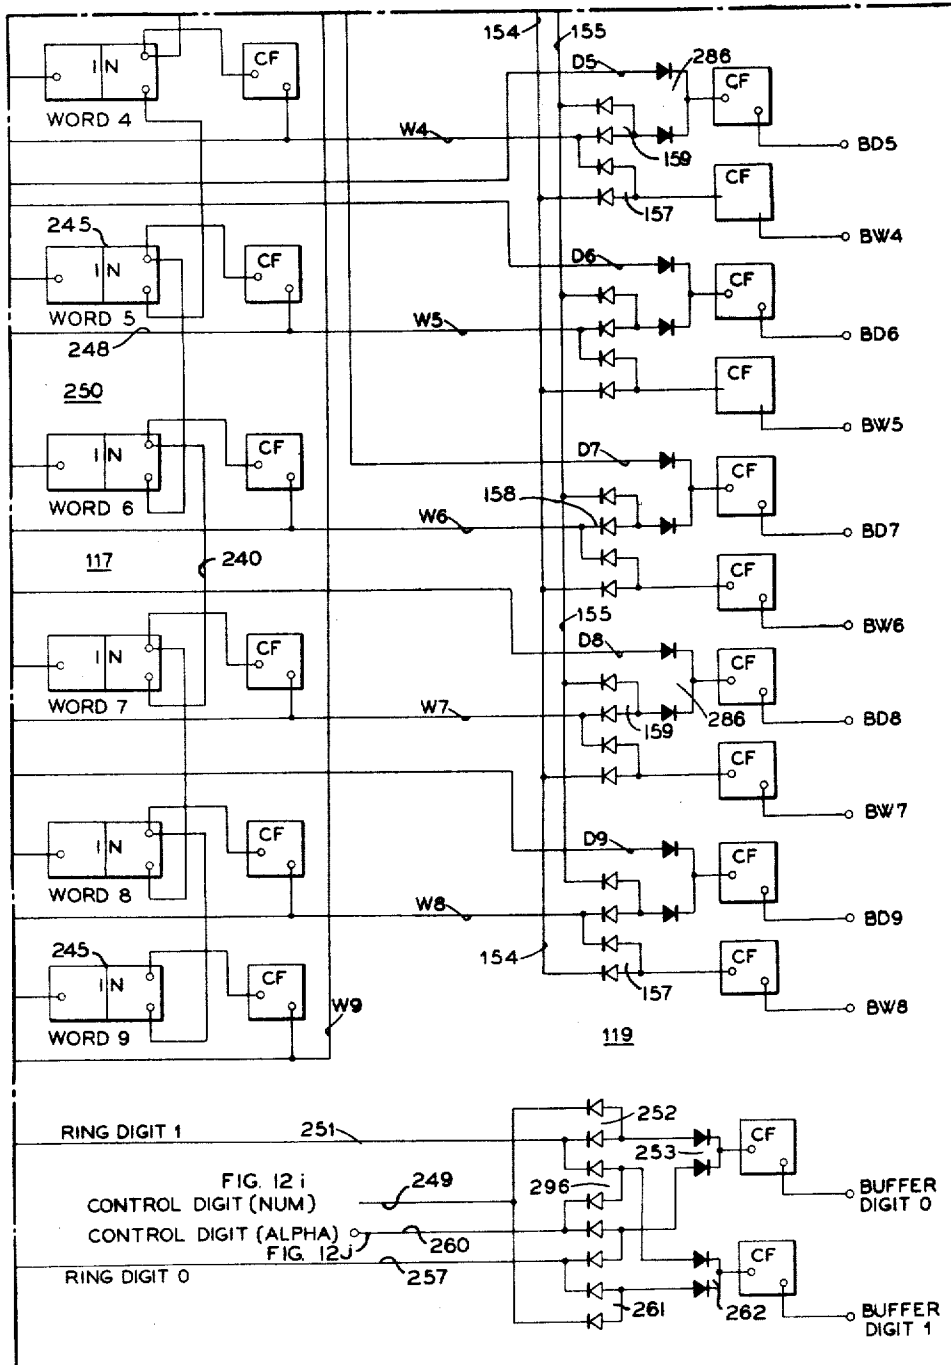 154
155
IN
CF
D5
286
CF
WORD 4
W4
159
BD5
CF
157
BW4
245
IN
CF
D6
CF
WORD 5
W5
BD6
248
CF
250
BW5
IN
CF
D7
CF
158
WORD 6
W6
BD7
117
240
CF
155
BW6
IN
CF
D8
CF
WORD 7
W7
159
286
BD8
CF
BW7
IN
CF
D9
CF
WORD 8
W8
BD9
245
154
IN
CF
157
CF
W9
WORD 9
BW8
119
RING DIGIT 1
251
252
CF
253
FIG. 12 i
249
296
CONTROL DIGIT (NUM)
BUFFER
DIGIT 0
CONTROL DIGIT (ALPHA)
260
FIG. 12j
CF
RING DIGIT 0
257
261
262
BUFFER
DIGIT 1